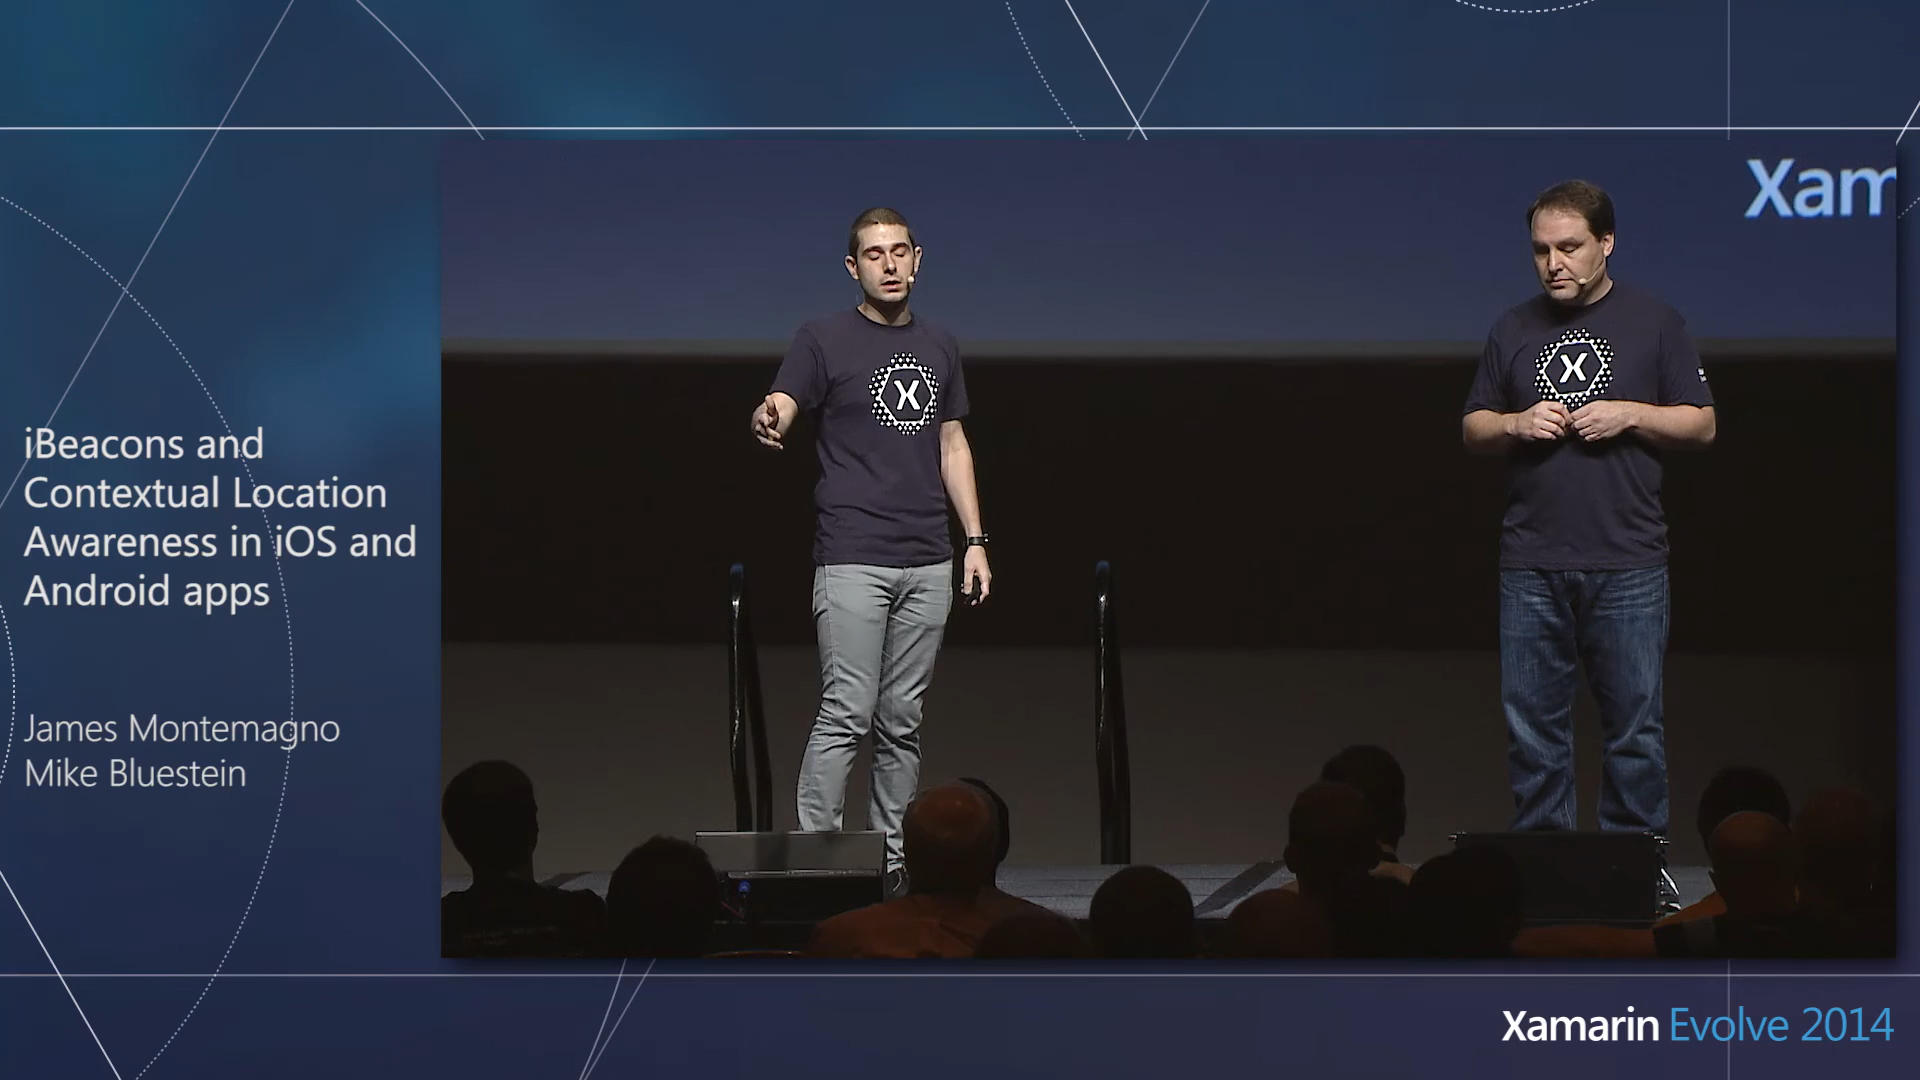 Xam
X
X
iBeacons and
Contextual Location
Awareness in iOS and
Android apps
James Montemagno
Mike Bluestein
Xamarin Evolve 2014